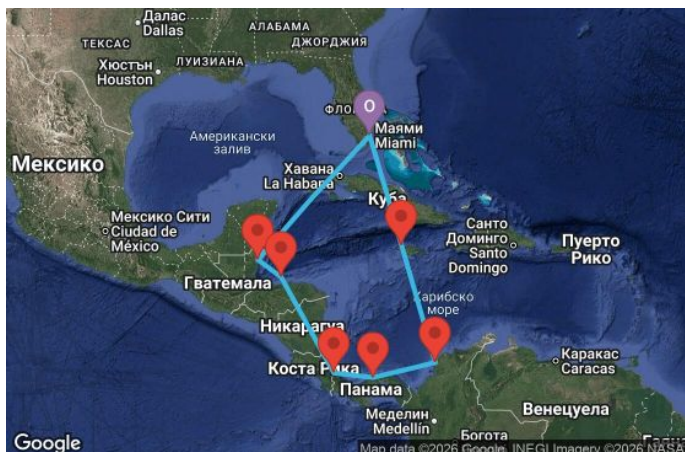 Далас
Dallas
АЛАБАМА
ТЕКСАС
ДЖОРДЖИЯ
Хюстън
Houston
ЛУИЗИАНА
О
Маями
Miami
Американски
залив
Хавана
La Habana
Мексико
Куба
Мексико Сити
Ciudad de
México
Санто
Доминго
Santo
Domingo
Пуерто
Рико
Гватемала
Карибско
море
Никарагуа
Коста Рика
Панама
Каракас
Caracas
Меделин
Medellín
Венецуела
Богота
Google
Map data ©2026 Google, INEGI Imagery ©2026 NASA